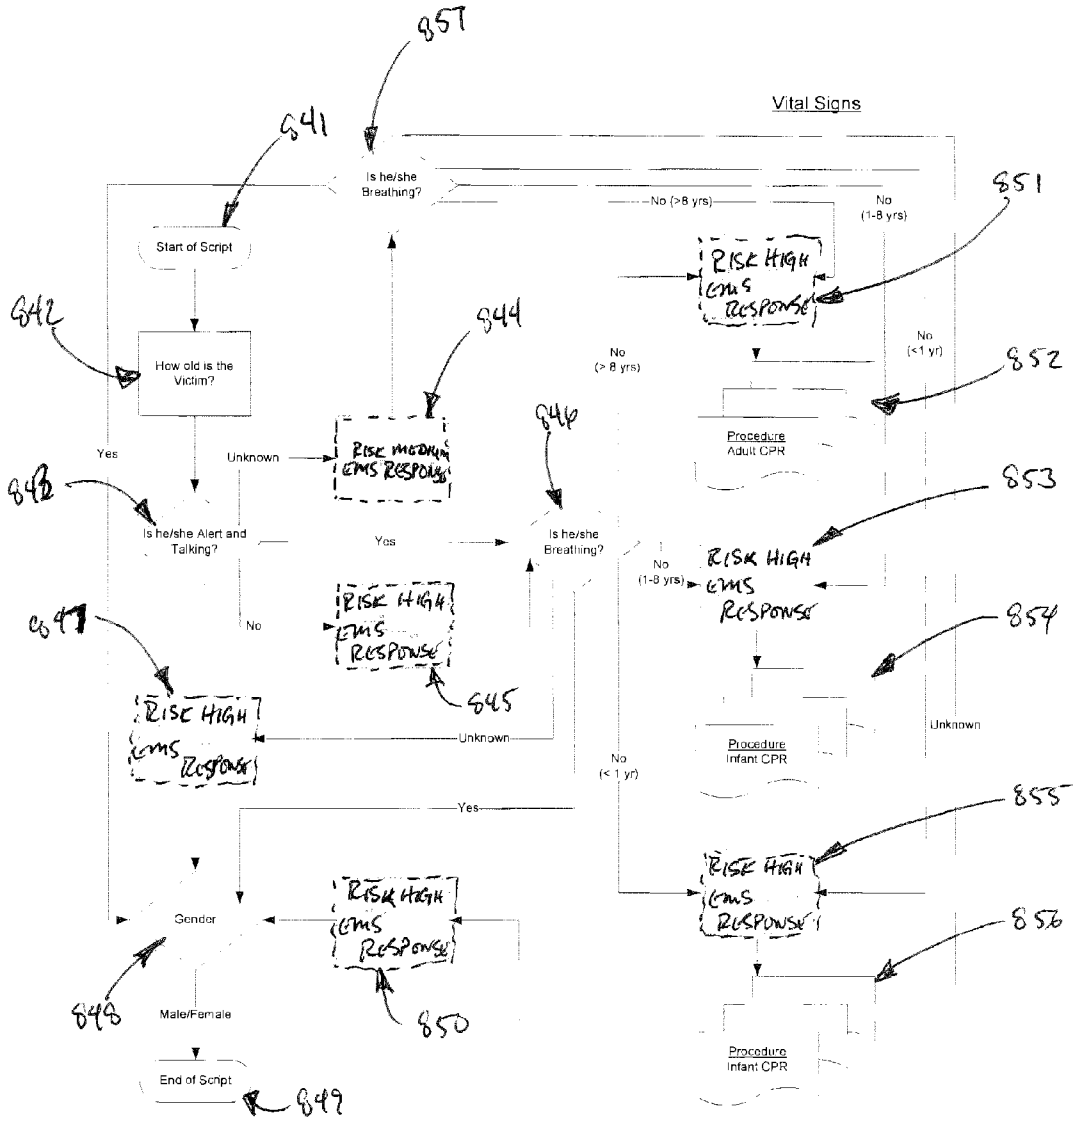 857
Vital Signs
841
Is he/she
Breathing?
851
No (>8 yrs)
No
(1-8 yrs)
Start of Script
RISK HIGH
EMS
RESPONSE
842
844
How old is the
Victim?
No
(> 8 yrs)
No
(<1 yr)
852
846
Procedure
Adult CPR
Yes
Unknown
RISK MEDIUM
EMS RESPONSE
843
853
Is he/she Alert and
Talking?
Yes
Is he/she
Breathing?
No
(1-8 yrs)
RISK HIGH
EMS
RESPONSE
RISK HIGH
EMS
RESPONSE
No
847
854
845
RISK HIGH
EMS
RESPONSE
Unknown
Unknown
Procedure
Infant CPR
No
(< 1 yr)
855
Yes
RISK HIGH
EMS
RESPONSE
Gender
RISK HIGH
EMS
RESPONSE
856
848
850
Male/Female
Procedure
Infant CPR
End of Script
849